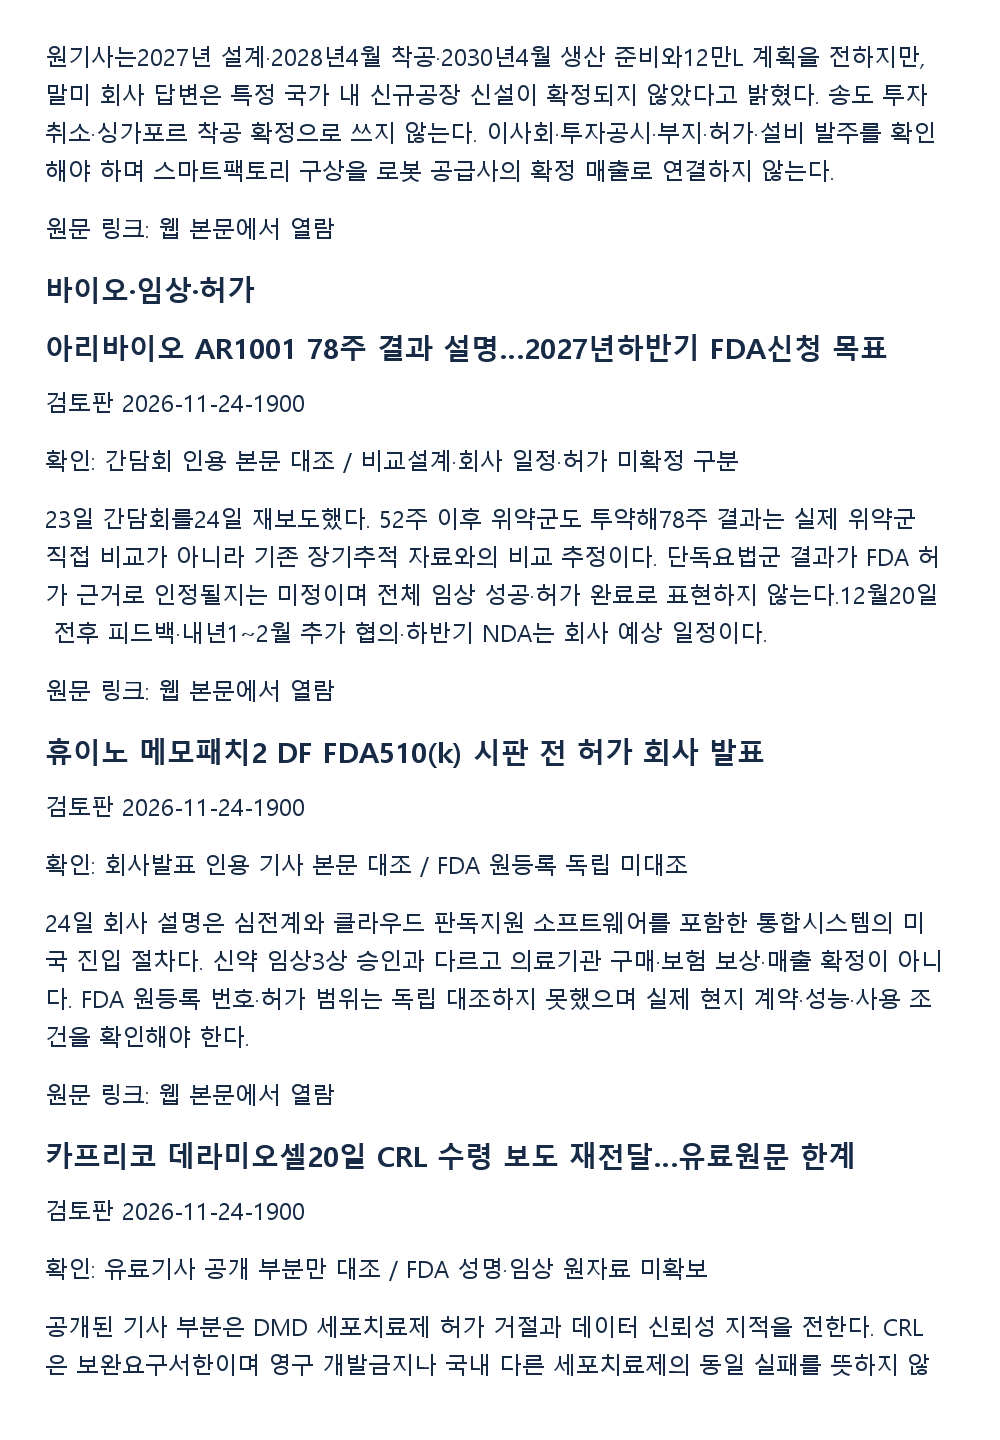 원기사는2027년 설계·2028년4월 착공·2030년4월 생산 준비와12만L 계획을 전하지만,
말미 회사 답변은 특정 국가 내 신규공장 신설이 확정되지 않았다고 밝혔다. 송도 투자
취소·싱가포르 착공 확정으로 쓰지 않는다. 이사회·투자공시·부지·허가·설비 발주를 확인
해야 하며 스마트팩토리 구상을 로봇 공급사의 확정 매출로 연결하지 않는다.
원문 링크: 웹 본문에서 열람
바이오·임상·허가
아리바이오 AR1001 78주 결과 설명…2027년하반기 FDA신청 목표
검토판 2026-11-24-1900
확인: 간담회 인용 본문 대조 / 비교설계·회사 일정·허가 미확정 구분
23일 간담회를24일 재보도했다. 52주 이후 위약군도 투약해78주 결과는 실제 위약군
직접 비교가 아니라 기존 장기추적 자료와의 비교 추정이다. 단독요법군 결과가 FDA 허
가 근거로 인정될지는 미정이며 전체 임상 성공·허가 완료로 표현하지 않는다.12월20일
전후 피드백·내년1~2월 추가 협의·하반기 NDA는 회사 예상 일정이다.
원문 링크: 웹 본문에서 열람
휴이노 메모패치2 DF FDA510(k) 시판 전 허가 회사 발표
검토판 2026-11-24-1900
확인: 회사발표 인용 기사 본문 대조 / FDA 원등록 독립 미대조
24일 회사 설명은 심전계와 클라우드 판독지원 소프트웨어를 포함한 통합시스템의 미
국 진입 절차다. 신약 임상3상 승인과 다르고 의료기관 구매·보험 보상·매출 확정이 아니
다. FDA 원등록 번호·허가 범위는 독립 대조하지 못했으며 실제 현지 계약·성능·사용 조
건을 확인해야 한다.
원문 링크: 웹 본문에서 열람
카프리코 데라미오셀20일 CRL 수령 보도 재전달…유료원문 한계
검토판 2026-11-24-1900
확인: 유료기사 공개 부분만 대조 / FDA 성명·임상 원자료 미확보
공개된 기사 부분은 DMD 세포치료제 허가 거절과 데이터 신뢰성 지적을 전한다. CRL
은 보완요구서한이며 영구 개발금지나 국내 다른 세포치료제의 동일 실패를 뜻하지 않